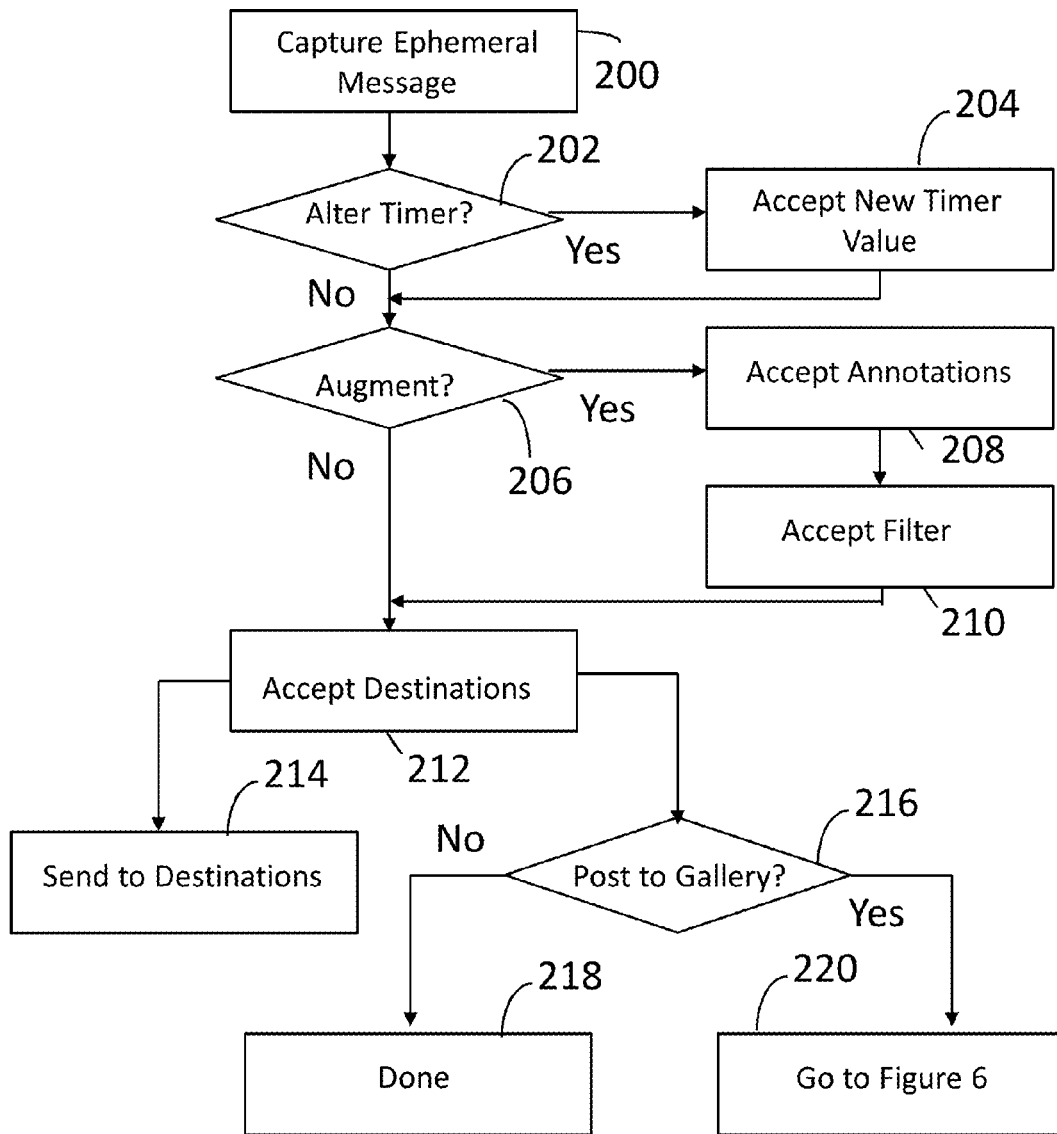 Capture Ephemeral
Message
200
204
202
Alter Timer?
Yes
Accept New Timer
Value
No
Augment?
Yes
Accept Annotations
208
No
206
Accept Filter
210
Accept Destinations
212
214
216
No
Send to Destinations
Post to Gallery?
Yes
218
220
Done
Go to Figure 6